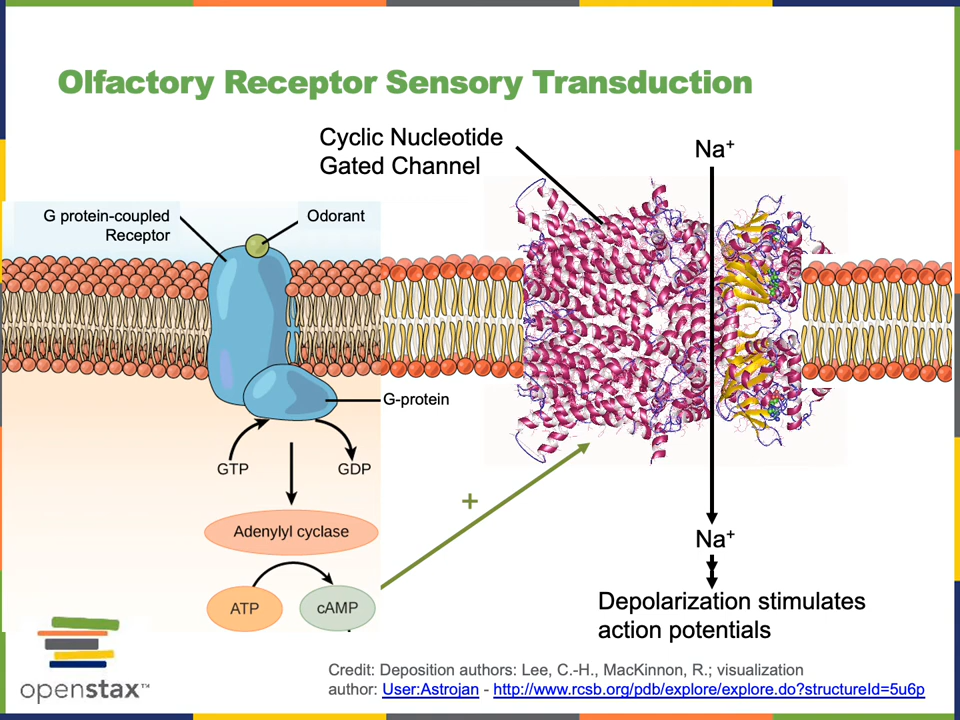 Olfactory Receptor Sensory Transduction
Cyclic Nucleotide
Gated Channel
Na+
G protein-coupled
Receptor
Odorant
G-protein
GTP
GDP
+
Adenylyl cyclase
ATP
cAMP
Na+
Depolarization stimulates
action potentials
Credit: Deposition authors: Lee, C.-H., MacKinnon, R.; visualization
author: User:Astrojan - http://www.rcsb.org/pdb/explore/explore.do?structureId=5u6p
openstax™